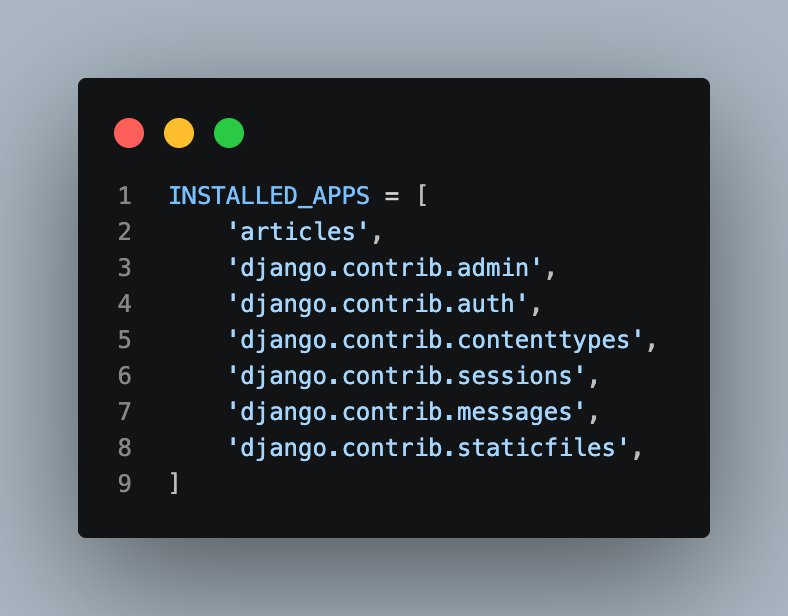 1 INSTALLED_APPS = [
2     'articles',
3     'django.contrib.admin',
4     'django.contrib.auth',
5     'django.contrib.contenttypes',
6     'django.contrib.sessions',
7     'django.contrib.messages',
8     'django.contrib.staticfiles',
9 ]